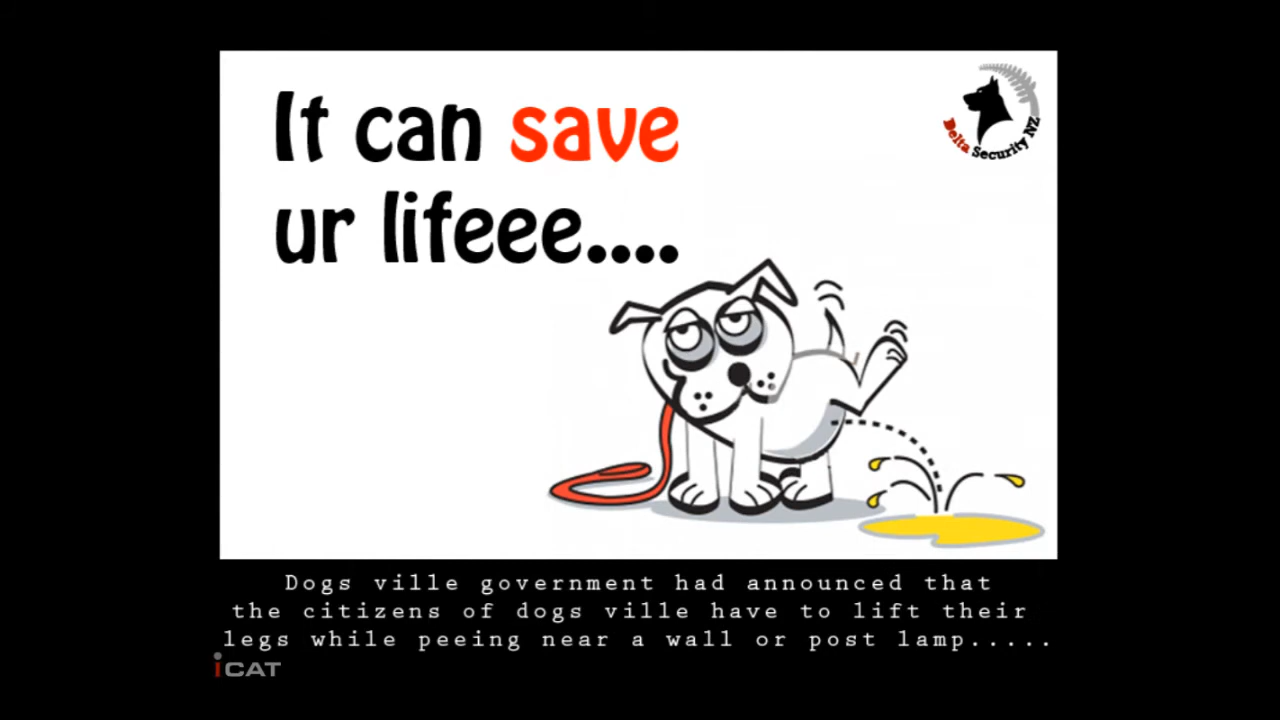 It can save
ur lifeee....
Delta Security NZ
Dogs ville government had announced that
the citizens of dogs ville have to lift their
legs while peeing near a wall or post lamp.....
iCAT